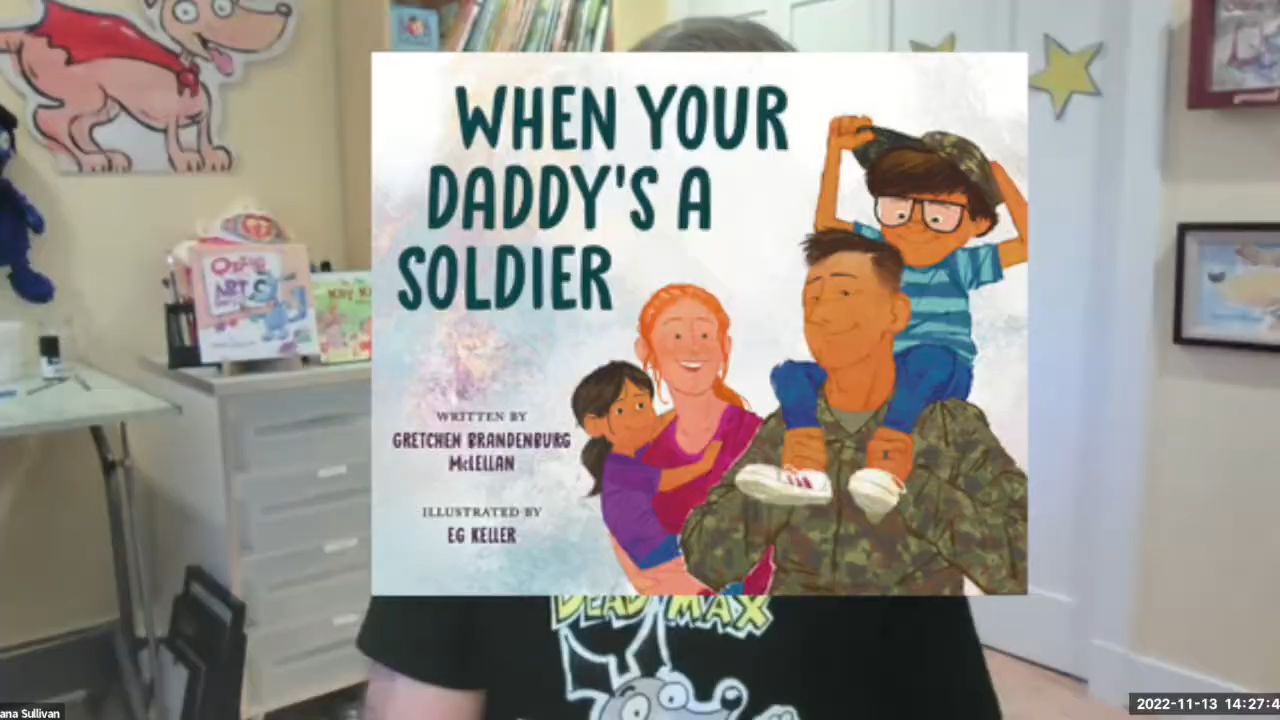 WHEN YOUR
DADDY'S A
SOLDIER
WRITTEN BY
GRETCHEN BRANDENBURG
McLELLAN
ILLUSTRATED BY
EG KELLER
DEAD MAX
ana Sullivan
2022-11-13 14:27:4